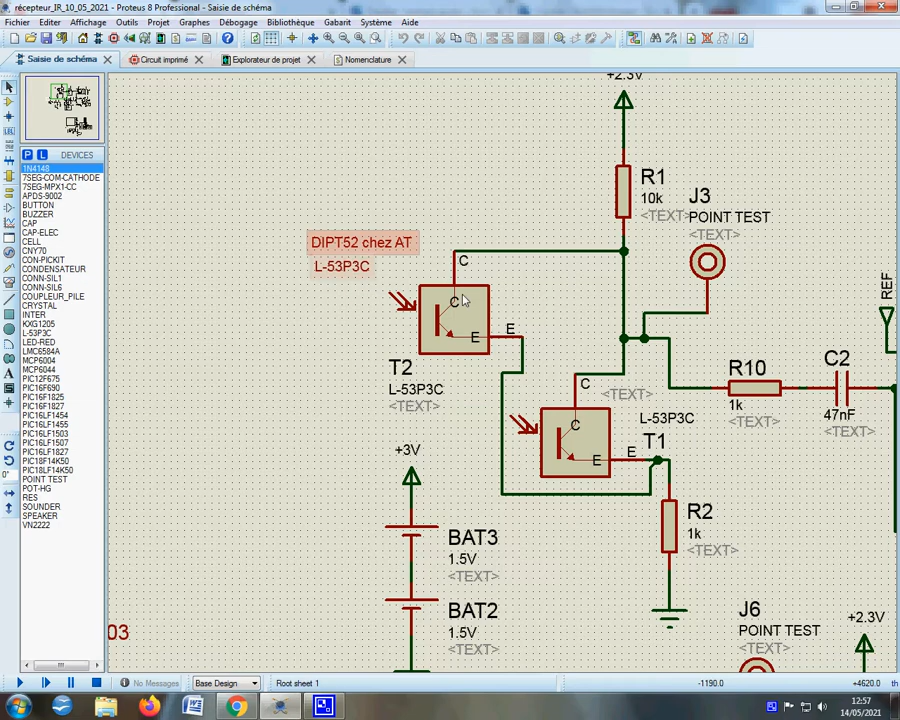 récepteur_IR_10_05_2021 - Proteus 8 Professional - Saisie de schéma
Fichier Editer Affichage Outils Projet Graphes Débogage Bibliothèque Gabarit Système Aide
Saisie de schéma Circuit imprimé Explorateur de projet Nomenclature
P L DEVICES
1N4148
7SEG-COM-CATHODE
7SEG-MPX1-CC
APDS-9002
BUTTON
BUZZER
CAP
CAP-ELEC
CELL
CNY70
CON-PICKIT
CONDENSATEUR
CONN-SIL1
CONN-SIL6
COUPLEUR_PILE
CRYSTAL
INTER
KXG1205
L-53P3C
LED-RED
LMC6584A
MCP6004
MCP6044
PIC12F675
PIC16F690
PIC16F1825
PIC16F1827
PIC16LF1454
PIC16LF1455
PIC16LF1503
PIC16LF1507
PIC16LF1827
PIC18F14K50
PIC18LF14K50
POINT TEST
POT-HG
RES
SOUNDER
SPEAKER
VN2222
0°
+2.3V
R1
10k
<TEXT>
J3
POINT TEST
<TEXT>
DIPT52 chez AT
L-53P3C
C
C
E
E
T2
L-53P3C
<TEXT>
REF
R10
1k
<TEXT>
C2
47nF
<TEXT>
C
<TEXT>
L-53P3C
T1
C
E
E
+3V
R2
1k
<TEXT>
BAT3
1.5V
<TEXT>
BAT2
1.5V
<TEXT>
03
J6
POINT TEST
<TEXT>
+2.3V
No Messages Base Design Root sheet 1 -1190.0 +4620.0 th
12:57
14/05/2021